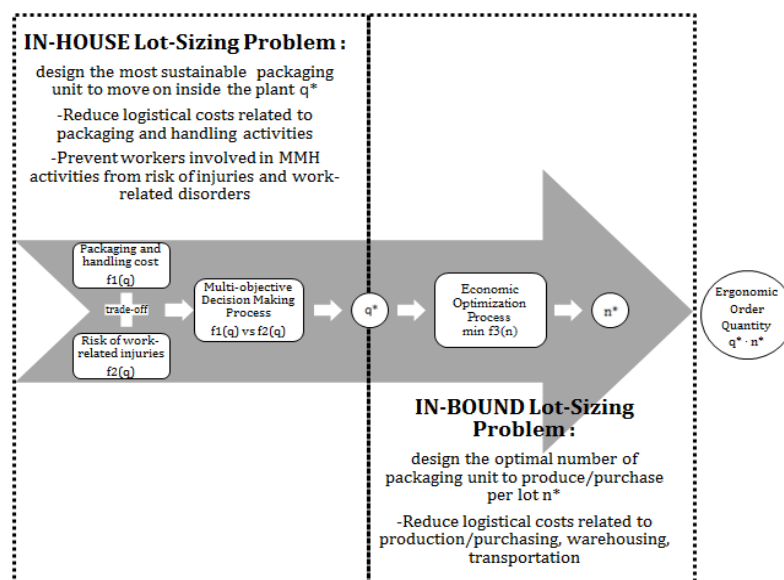 IN-HOUSE Lot-Sizing Problem :
design the most sustainable packaging
unit to move on inside the plant q*
-Reduce logistical costs related to
packaging and handling activities
-Prevent workers involved in MMH
activities from risk of injuries and work-
related disorders
Packaging and
handling cost
f1(q)
trade-off
Risk of work-
related injuries
f2(q)
Multi-objective
Decision Making
Process
f1(q) vs f2(q)
q*
Economic
Optimization
Process
min f3(n)
n*
Ergonomic
Order
Quantity
q* · n*
IN-BOUND Lot-Sizing
Problem :
design the optimal number of
packaging unit to produce/purchase
per lot n*
-Reduce logistical costs related to
production/purchasing, warehousing,
transportation